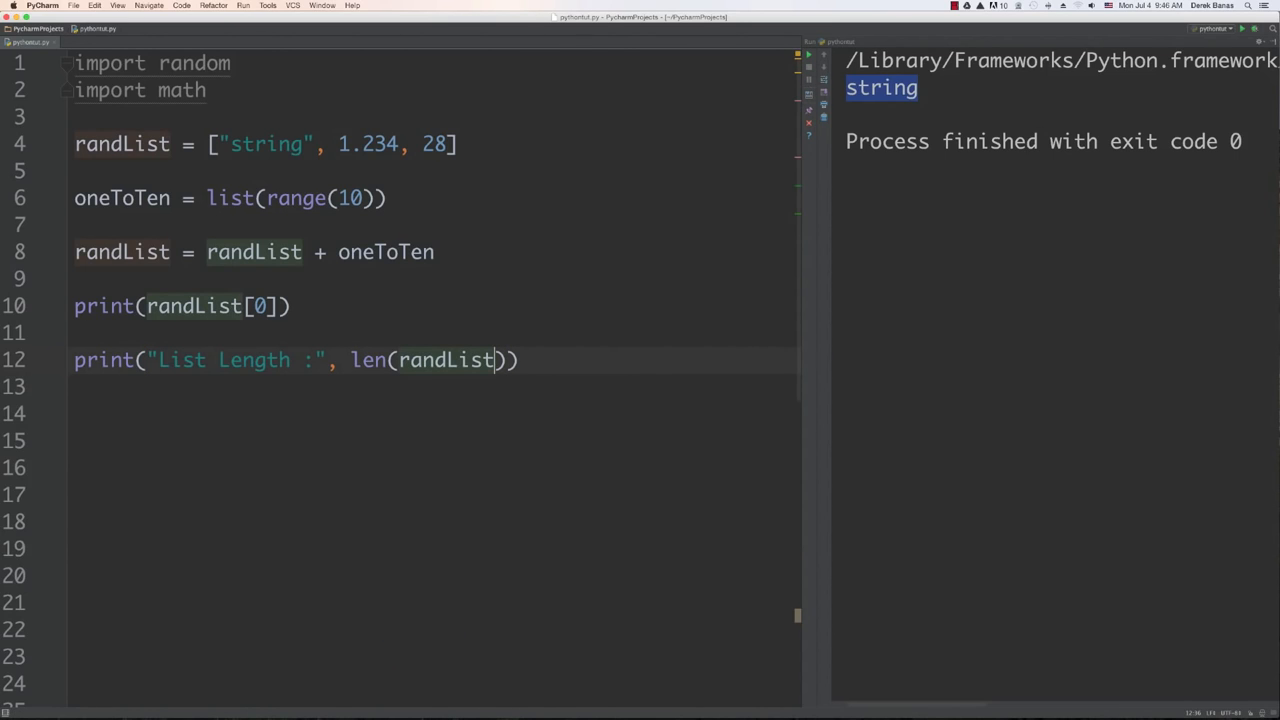 PyCharm File Edit View Navigate Code Refactor Run Tools VCS Window Help 10 Mon Jul 4 9:46 AM Derek Banas
pythontut.py - PycharmProjects - [~/PycharmProjects]
PycharmProjects pythontut.py pythontut
pythontut.py Run pythontut
1 import random
2 import math
3
4 randList = ["string", 1.234, 28]
5
6 oneToTen = list(range(10))
7
8 randList = randList + oneToTen
9
10 print(randList[0])
11
12 print("List Length :", len(randList))
13
14
15
16
17
18
19
20
21
22
23
24
/Library/Frameworks/Python.framework
string
Process finished with exit code 0
12:36 LF‡ UTF-8‡